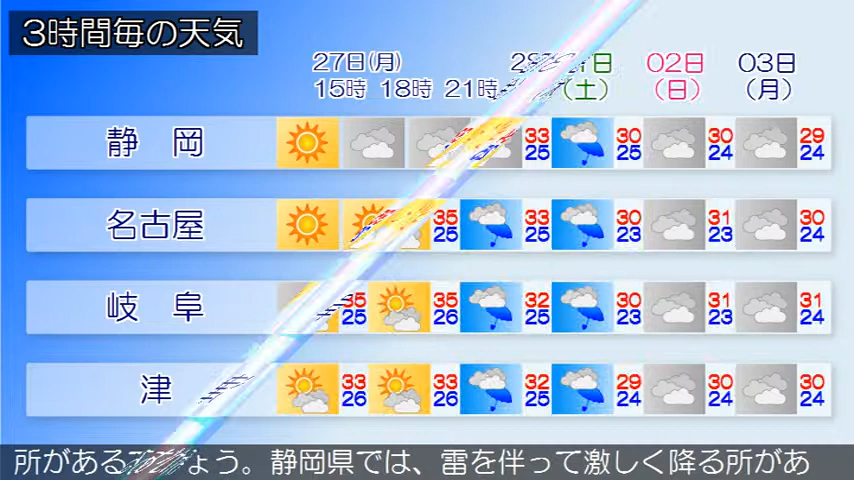 3時間毎の天気
27日(月)
日 02日 03日
15時 18時 21時 (土) (日) (月)
静岡 33 25 30 25 30 24 29 24
名古屋 35 25 33 25 30 23 31 23 30 24
岐阜 35 25 35 26 32 25 30 23 31 23 31 24
津 33 26 33 26 32 25 29 24 30 24 30 24
所がある ょう。静岡県では、雷を伴って激しく降る所があ